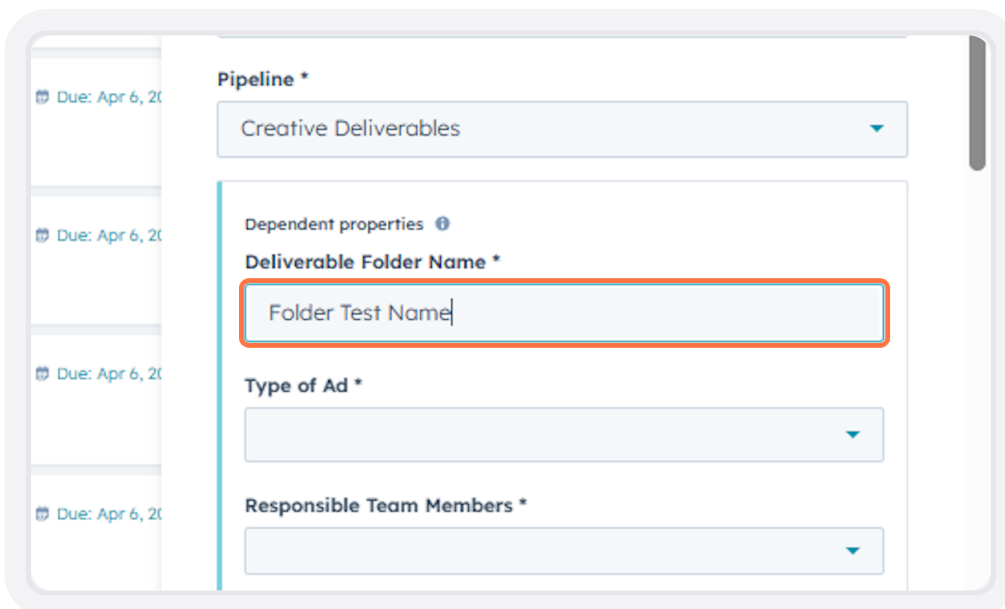 Due: Apr 6, 20
Due: Apr 6, 20
Due: Apr 6, 20
Due: Apr 6, 20
Pipeline *
Creative Deliverables
Dependent properties
Deliverable Folder Name *
Folder Test Name
Type of Ad *
Responsible Team Members *